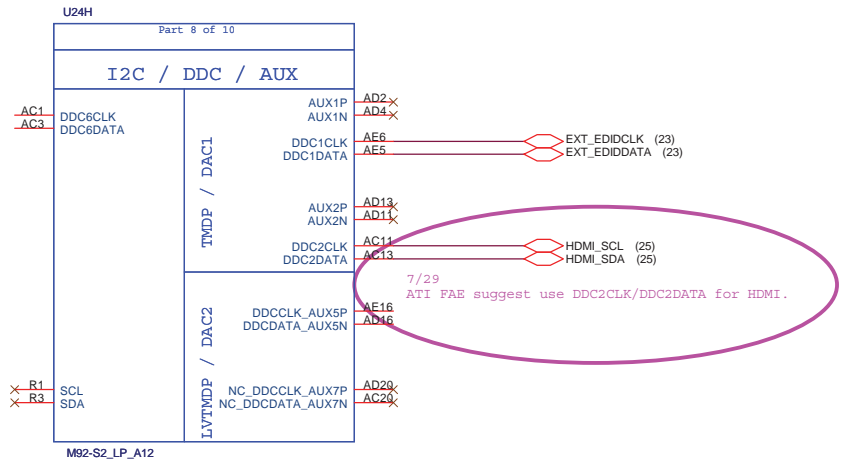 U24H
Part 8 of 10
I2C / DDC / AUX
AC1 DDC6CLK
AC3 DDC6DATA
R1 SCL
R3 SDA
TMDP / DAC1
LVTMDP / DAC2
AUX1P AD2
AUX1N AD4
DDC1CLK AE6 EXT_EDIDCLK (23)
DDC1DATA AE5 EXT_EDIDDATA (23)
AUX2P AD13
AUX2N AD11
DDC2CLK AC11 HDMI_SCL (25)
DDC2DATA AC13 HDMI_SDA (25)
7/29
ATI FAE suggest use DDC2CLK/DDC2DATA for HDMI.
DDCCLK_AUX5P AE16
DDCDATA_AUX5N AD16
NC_DDCCLK_AUX7P AD20
NC_DDCDATA_AUX7N AC20
M92-S2_LP_A12